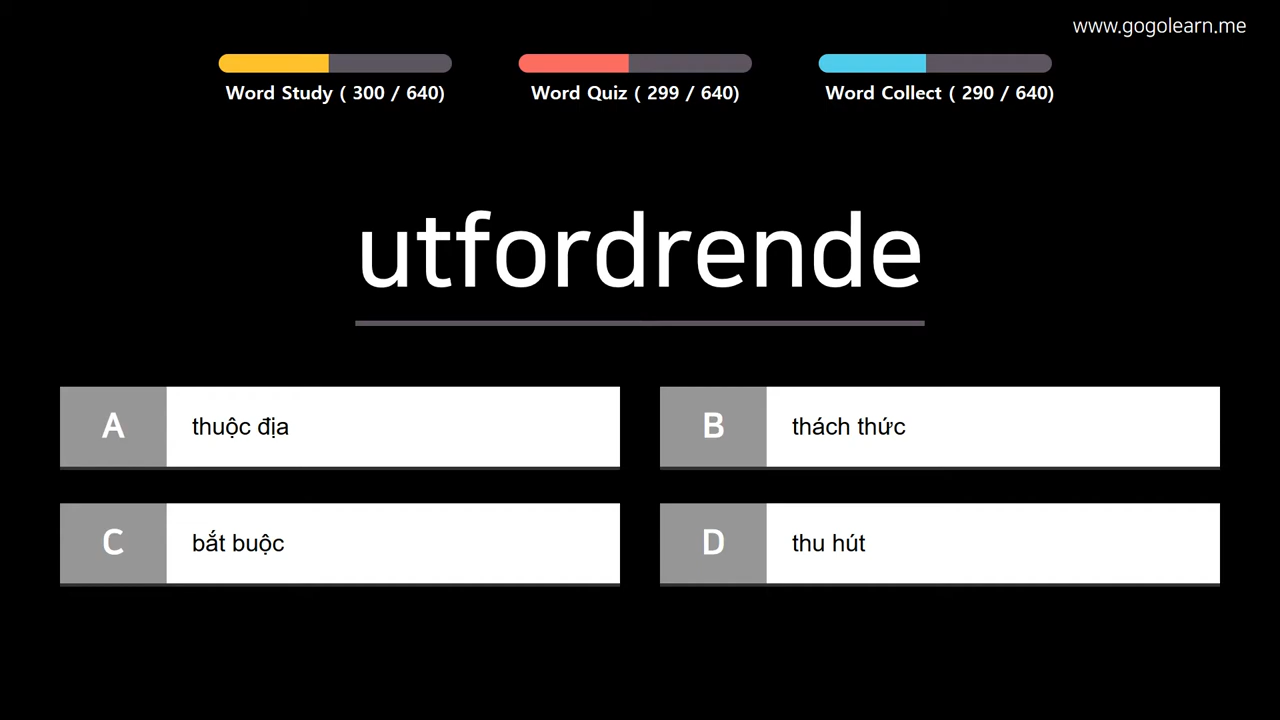 www.gogolearn.me
Word Study ( 300 / 640)
Word Quiz ( 299 / 640)
Word Collect ( 290 / 640)
utfordrende
A thuộc địa
B thách thức
C bắt buộc
D thu hút